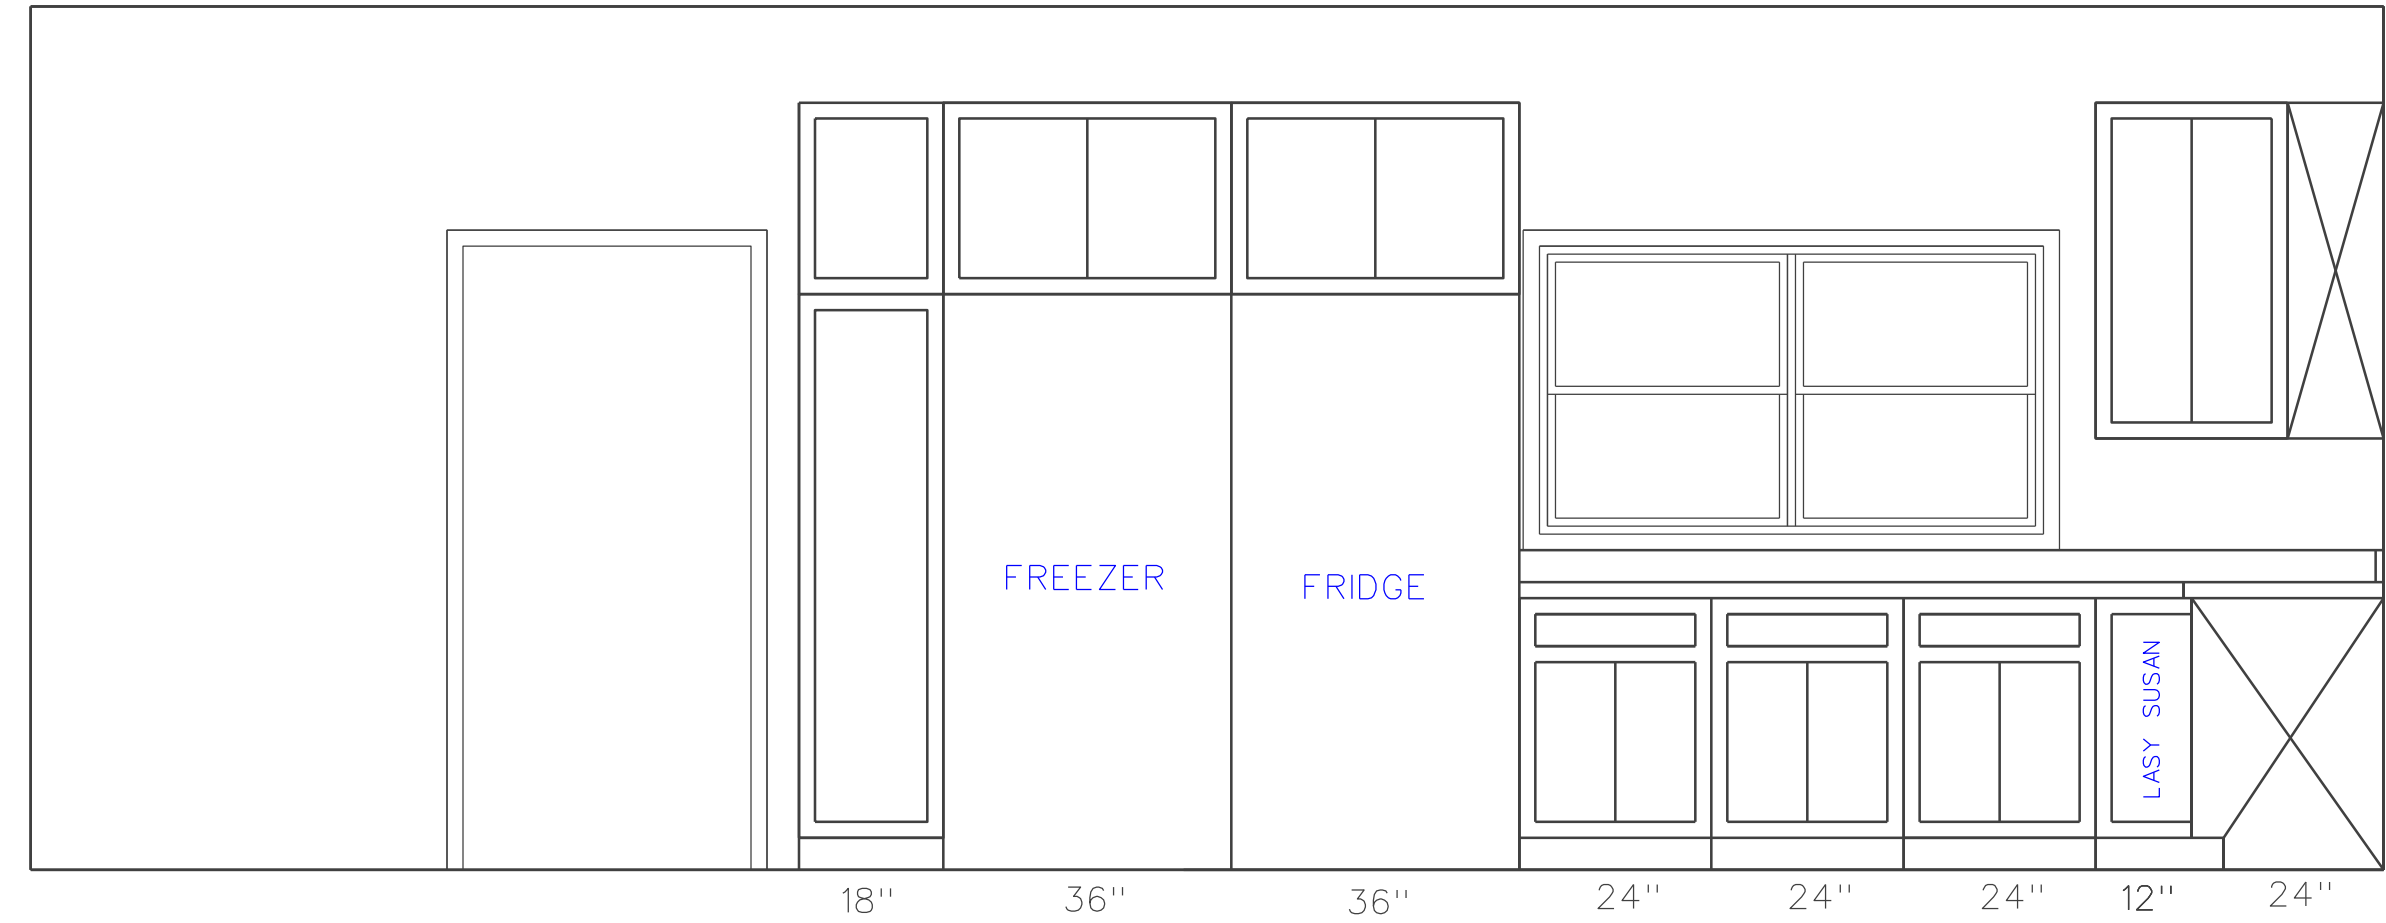 FREEZER
FRIDGE
LASY SUSAN
18" 36" 36" 24" 24" 24" 12" 24"